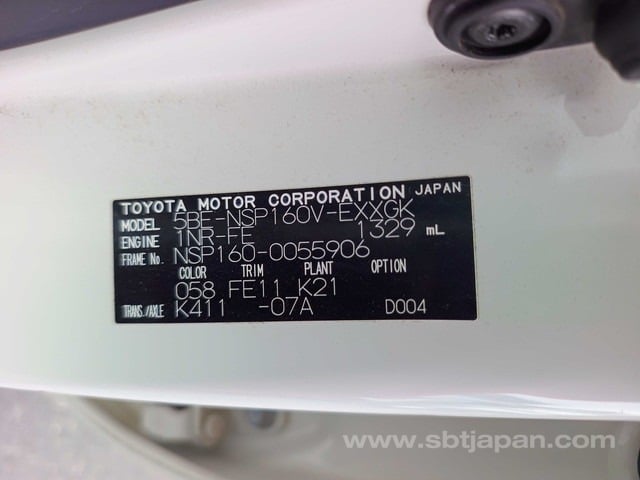 TOYOTA MOTOR CORPORATION JAPAN
MODEL 5BE-NSP160V-EXXGK
ENGINE 1NR-FE 1329 mL
FRAME No. NSP160-0055906
COLOR TRIM PLANT OPTION
058 FE11 K21
TRANS./AXLE K411 -07A D004
www.sbtjapan.com